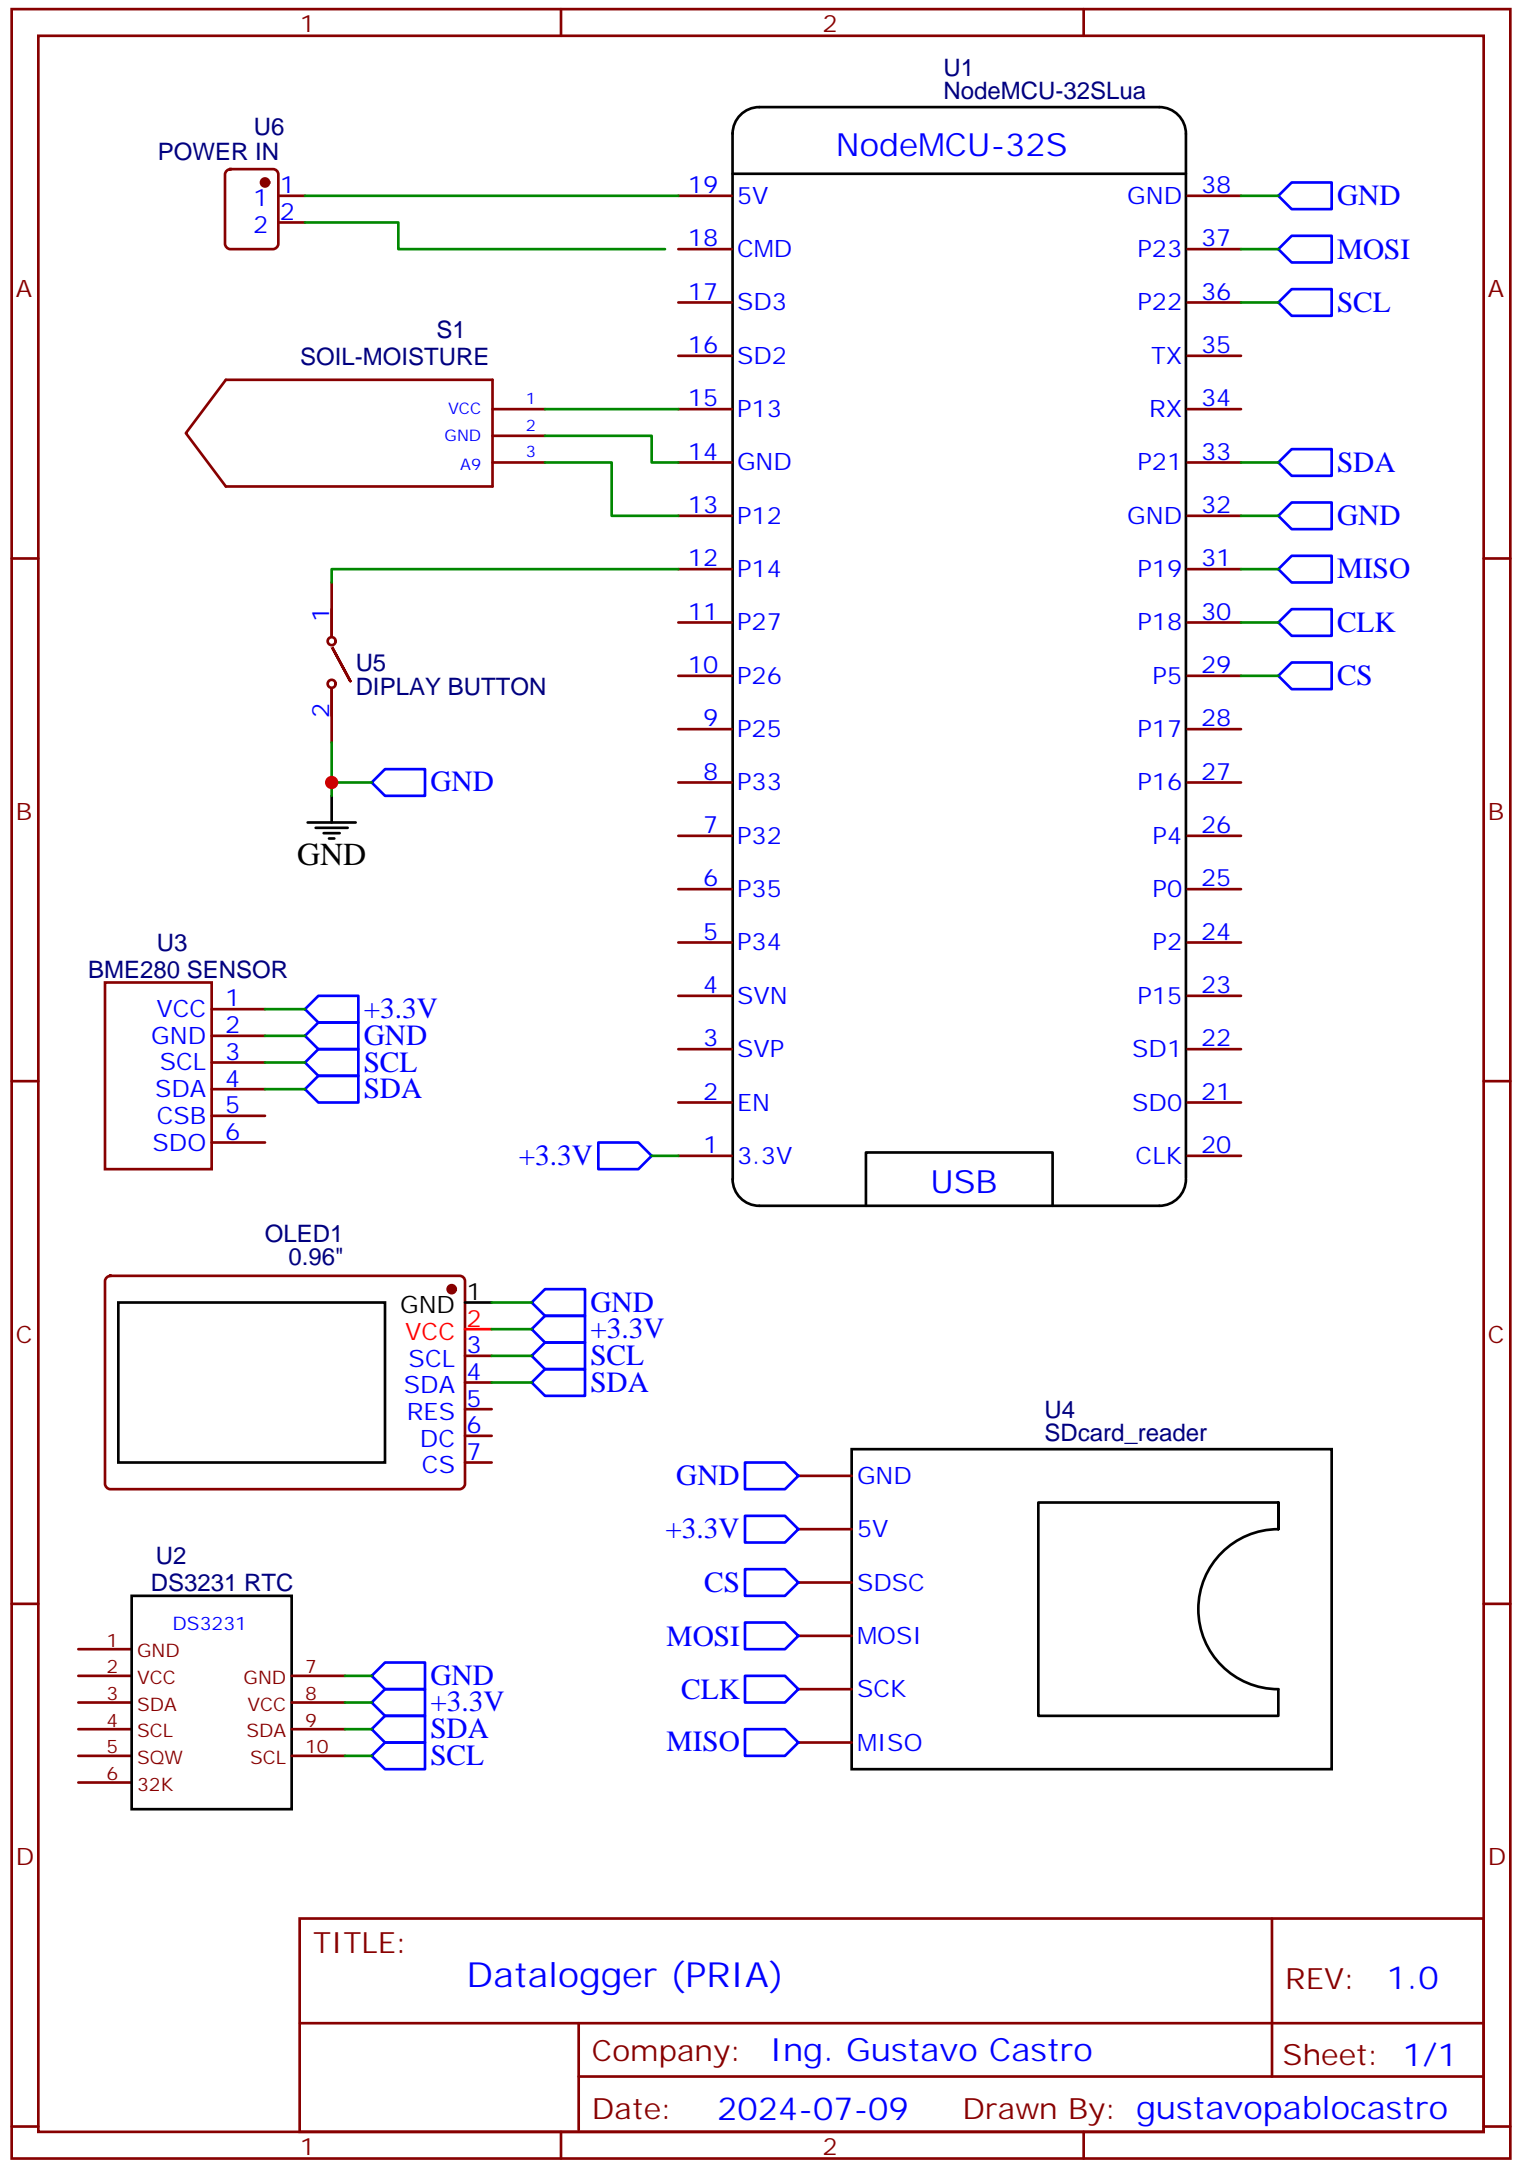 1
2
A
A
B
B
C
C
D
D
1
2
U1
NodeMCU-32SLua
NodeMCU-32S
19 5V
18 CMD
17 SD3
16 SD2
15 P13
14 GND
13 P12
12 P14
11 P27
10 P26
9 P25
8 P33
7 P32
6 P35
5 P34
4 SVN
3 SVP
2 EN
+3.3V 1 3.3V
GND 38 GND
P23 37 MOSI
P22 36 SCL
TX 35
RX 34
P21 33 SDA
GND 32 GND
P19 31 MISO
P18 30 CLK
P5 29 CS
P17 28
P16 27
P4 26
P0 25
P2 24
P15 23
SD1 22
SD0 21
CLK 20
USB
U6
POWER IN
1 1
2 2
S1
SOIL-MOISTURE
VCC 1
GND 2
A9 3
1
U5
DIPLAY BUTTON
2
GND
GND
U3
BME280 SENSOR
VCC 1 +3.3V
GND 2 GND
SCL 3 SCL
SDA 4 SDA
CSB 5
SDO 6
OLED1
0.96"
GND 1 GND
VCC 2 +3.3V
SCL 3 SCL
SDA 4 SDA
RES 5
DC 6
CS 7
U2
DS3231 RTC
DS3231
1 GND
2 VCC
3 SDA
4 SCL
5 SQW
6 32K
GND 7 GND
VCC 8 +3.3V
SDA 9 SDA
SCL 10 SCL
U4
SDcard_reader
GND GND
+3.3V 5V
CS SDSC
MOSI MOSI
CLK SCK
MISO MISO
TITLE:
Datalogger (PRIA)
REV: 1.0
Company: Ing. Gustavo Castro
Sheet: 1/1
Date: 2024-07-09 Drawn By: gustavopablocastro